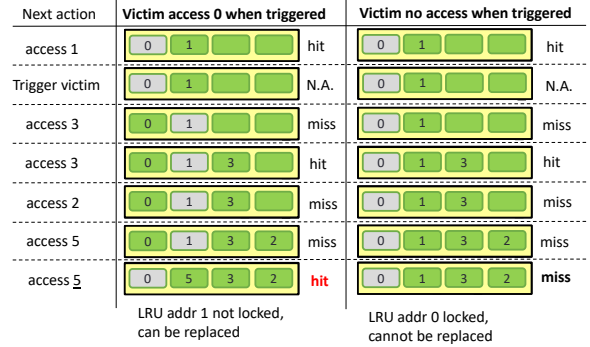 Next action Victim access 0 when triggered Victim no access when triggered
access 1 0 1 hit 0 1 hit
Trigger victim 0 1 N.A. 0 1 N.A.
access 3 0 1 miss 0 1 miss
access 3 0 1 3 hit 0 1 3 hit
access 2 0 1 3 miss 0 1 3 miss
access 5 0 1 3 2 miss 0 1 3 2 miss
access 5 0 5 3 2 hit 0 1 3 2 miss
LRU addr 1 not locked, LRU addr 0 locked,
can be replaced cannot be replaced